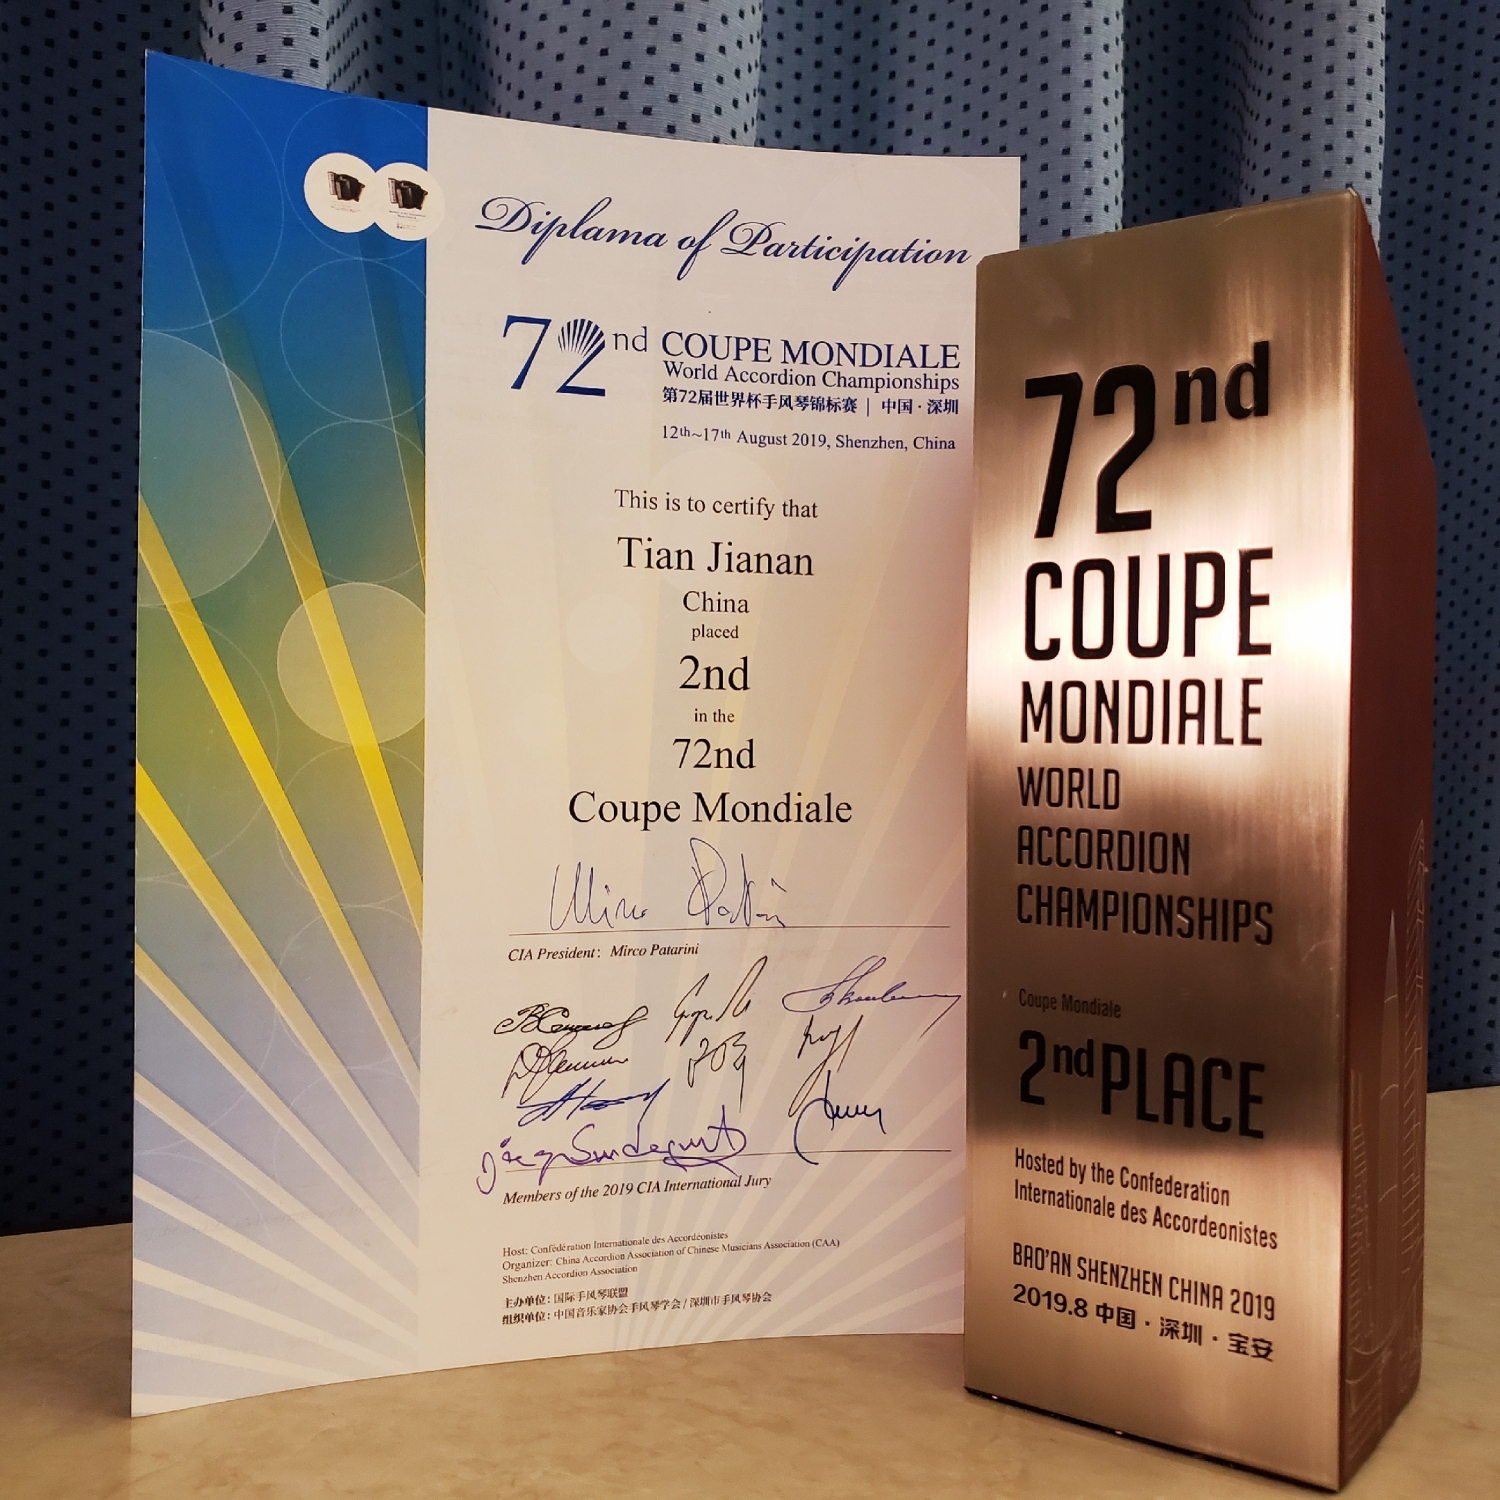 Diplama of Participation
72nd COUPE MONDIALE
World Accordion Championships
第72届世界杯手风琴锦标赛 | 中国·深圳
12th~17th August 2019, Shenzhen, China
This is to certify that
Tian Jianan
China
placed
2nd
in the
72nd
Coupe Mondiale
CIA President: Mirco Patarini
Members of the 2019 CIA International Jury
Host: Confédération Internationale des Accordéonistes
Organizer: China Accordion Association of Chinese Musicians Association (CAA)
Shenzhen Accordion Association
主办单位: 国际手风琴联盟
组织单位: 中国音乐家协会手风琴学会 / 深圳市手风琴协会
72nd
COUPE
MONDIALE
WORLD
ACCORDION
CHAMPIONSHIPS
Coupe Mondiale
2nd PLACE
Hosted by the Confederation
Internationale des Accordeonistes
BAO'AN SHENZHEN CHINA 2019
2019.8 中国·深圳·宝安